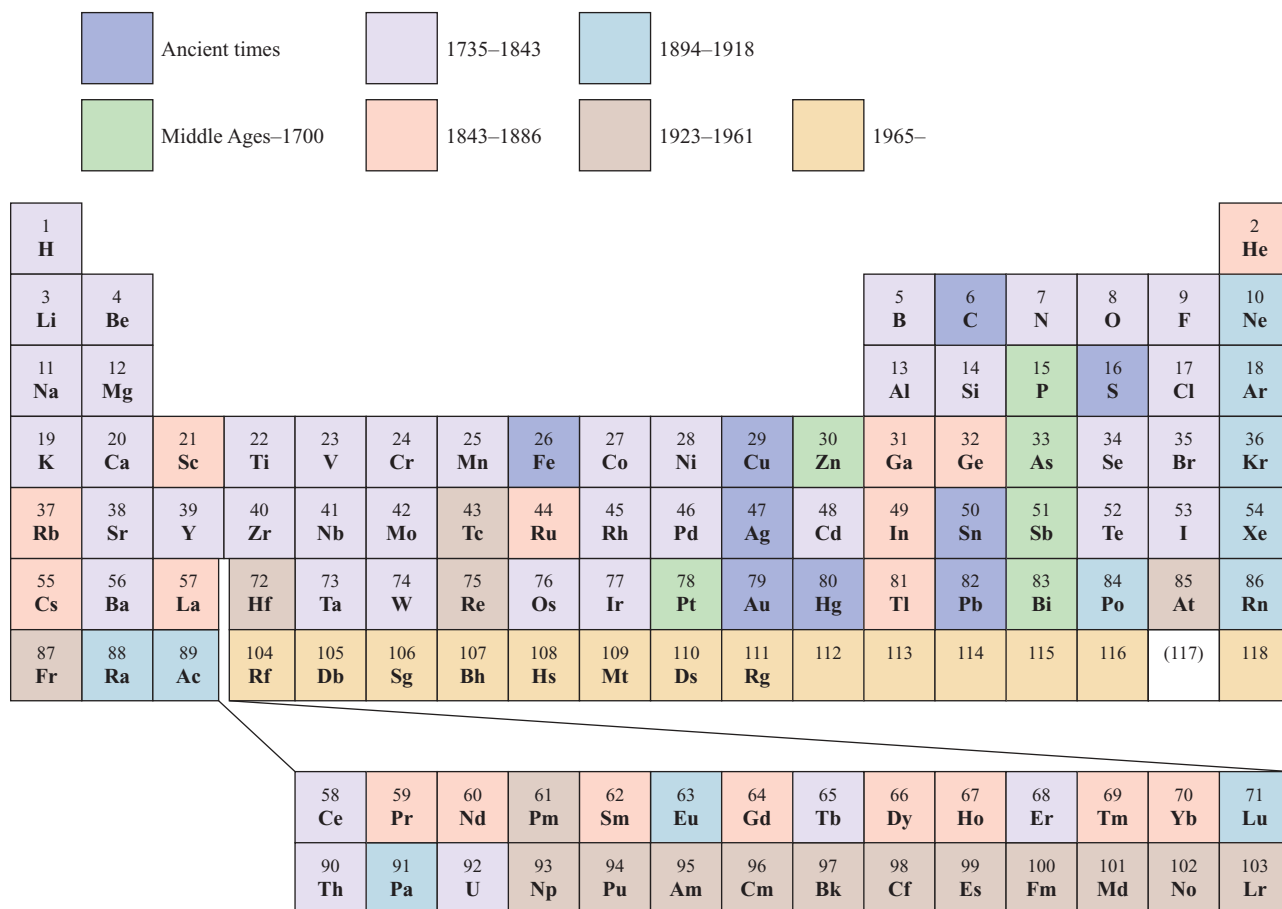 Ancient times 1735–1843 1894–1918
Middle Ages–1700 1843–1886 1923–1961 1965–
1 2
H He
3 4 5 6 7 8 9 10
Li Be B C N O F Ne
11 12 13 14 15 16 17 18
Na Mg Al Si P S Cl Ar
19 20 21 22 23 24 25 26 27 28 29 30 31 32 33 34 35 36
K Ca Sc Ti V Cr Mn Fe Co Ni Cu Zn Ga Ge As Se Br Kr
37 38 39 40 41 42 43 44 45 46 47 48 49 50 51 52 53 54
Rb Sr Y Zr Nb Mo Tc Ru Rh Pd Ag Cd In Sn Sb Te I Xe
55 56 57 72 73 74 75 76 77 78 79 80 81 82 83 84 85 86
Cs Ba La Hf Ta W Re Os Ir Pt Au Hg Tl Pb Bi Po At Rn
87 88 89 104 105 106 107 108 109 110 111 112 113 114 115 116 (117) 118
Fr Ra Ac Rf Db Sg Bh Hs Mt Ds Rg
58 59 60 61 62 63 64 65 66 67 68 69 70 71
Ce Pr Nd Pm Sm Eu Gd Tb Dy Ho Er Tm Yb Lu
90 91 92 93 94 95 96 97 98 99 100 101 102 103
Th Pa U Np Pu Am Cm Bk Cf Es Fm Md No Lr